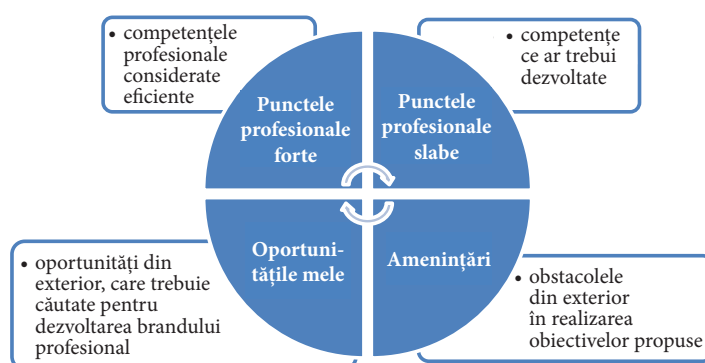 • competențele
profesionale
considerate
eficiente
• competențe
ce ar trebui
dezvoltate
Punctele
profesionale
forte
Punctele
profesionale
slabe
Oportuni-
tățile mele
Amenințări
• oportunități din
exterior, care trebuie
căutate pentru
dezvoltarea brandului
profesional
• obstacolele
din exterior
în realizarea
obiectivelor propuse